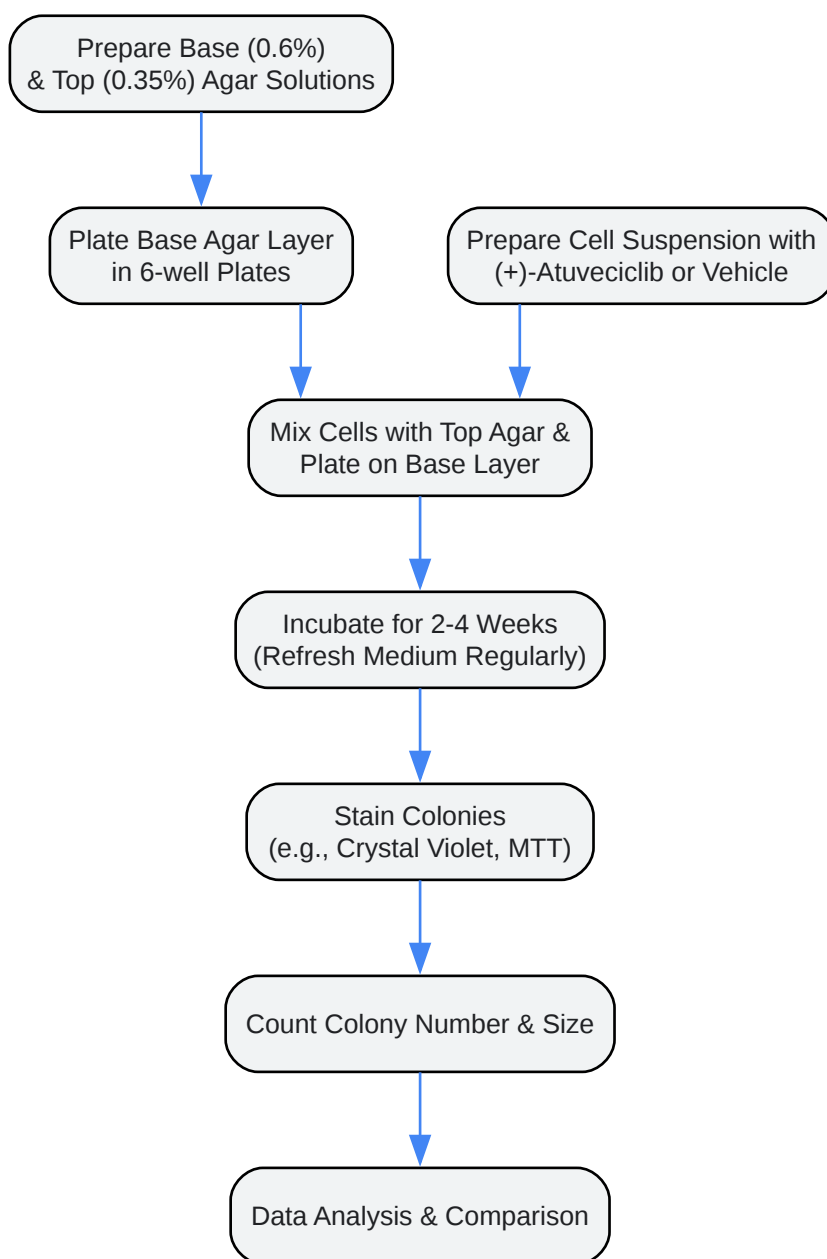 Prepare Base (0.6%)
& Top (0.35%) Agar Solutions
Plate Base Agar Layer
in 6-well Plates
Prepare Cell Suspension with
(+)-Atuveciclib or Vehicle
Mix Cells with Top Agar &
Plate on Base Layer
Incubate for 2-4 Weeks
(Refresh Medium Regularly)
Stain Colonies
(e.g., Crystal Violet, MTT)
Count Colony Number & Size
Data Analysis & Comparison